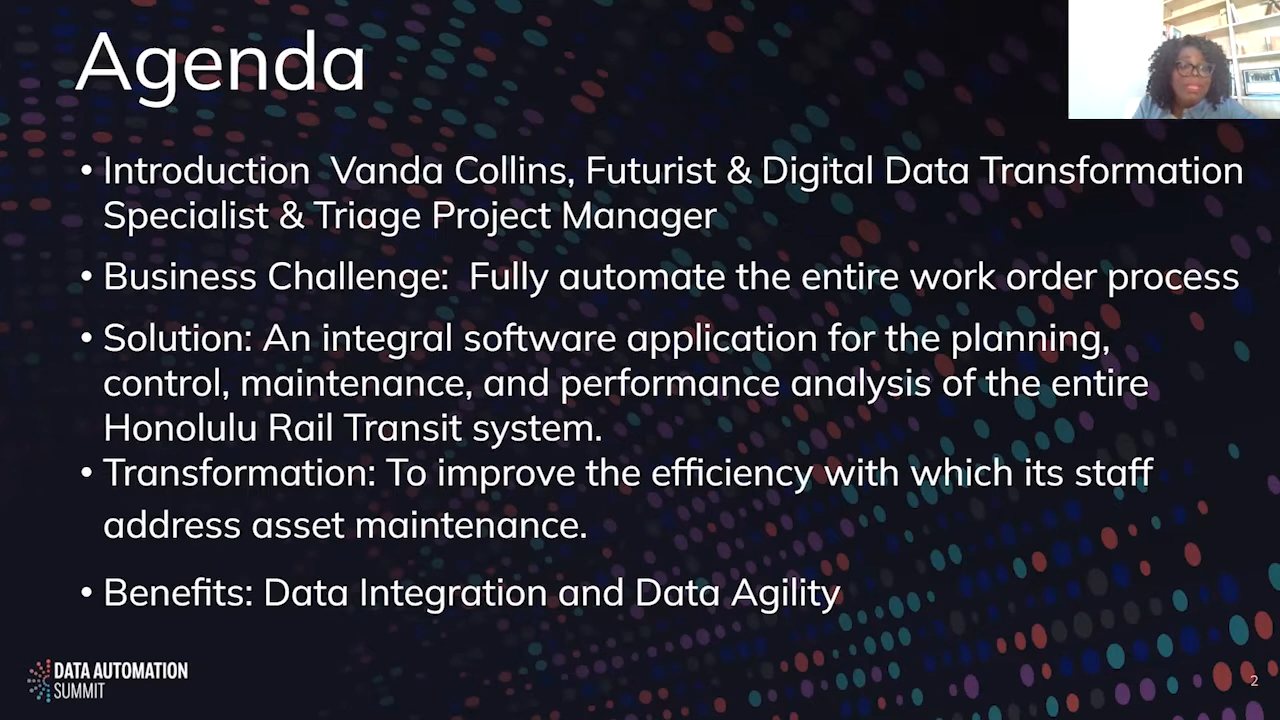 Agenda
• Introduction  Vanda Collins, Futurist & Digital Data Transformation
Specialist & Triage Project Manager
• Business Challenge:  Fully automate the entire work order process
• Solution: An integral software application for the planning,
control, maintenance, and performance analysis of the entire
Honolulu Rail Transit system.
• Transformation: To improve the efficiency with which its staff
address asset maintenance.
• Benefits: Data Integration and Data Agility
DATA AUTOMATION
SUMMIT
2